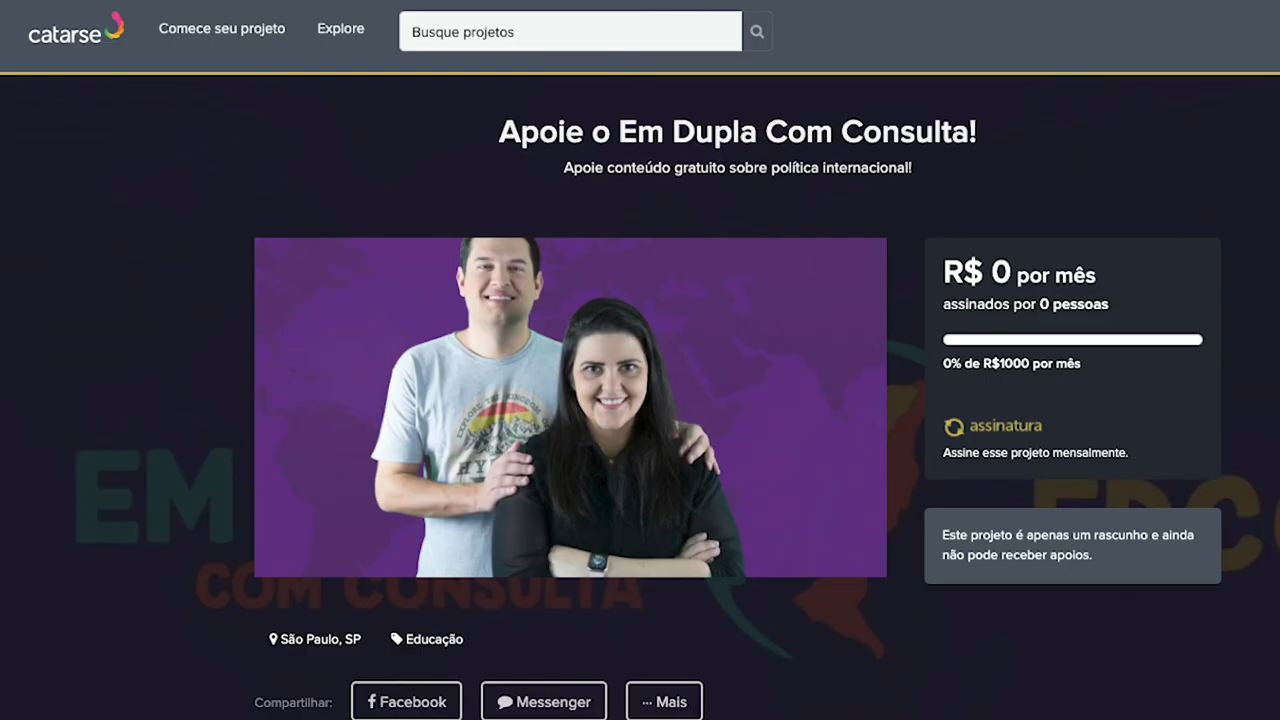 catarse
Comece seu projeto
Explore
Busque projetos
Apoie o Em Dupla Com Consulta!
Apoie conteúdo gratuito sobre política internacional!
R$ 0 por mês
assinados por 0 pessoas
0% de R$1000 por mês
assinatura
Assine esse projeto mensalmente.
Este projeto é apenas um rascunho e ainda
não pode receber apoios.
EXPLORE THE KINGDOM
EM
EDC
COM CONSULTA
São Paulo, SP
Educação
Compartilhar:
Facebook
Messenger
··· Mais